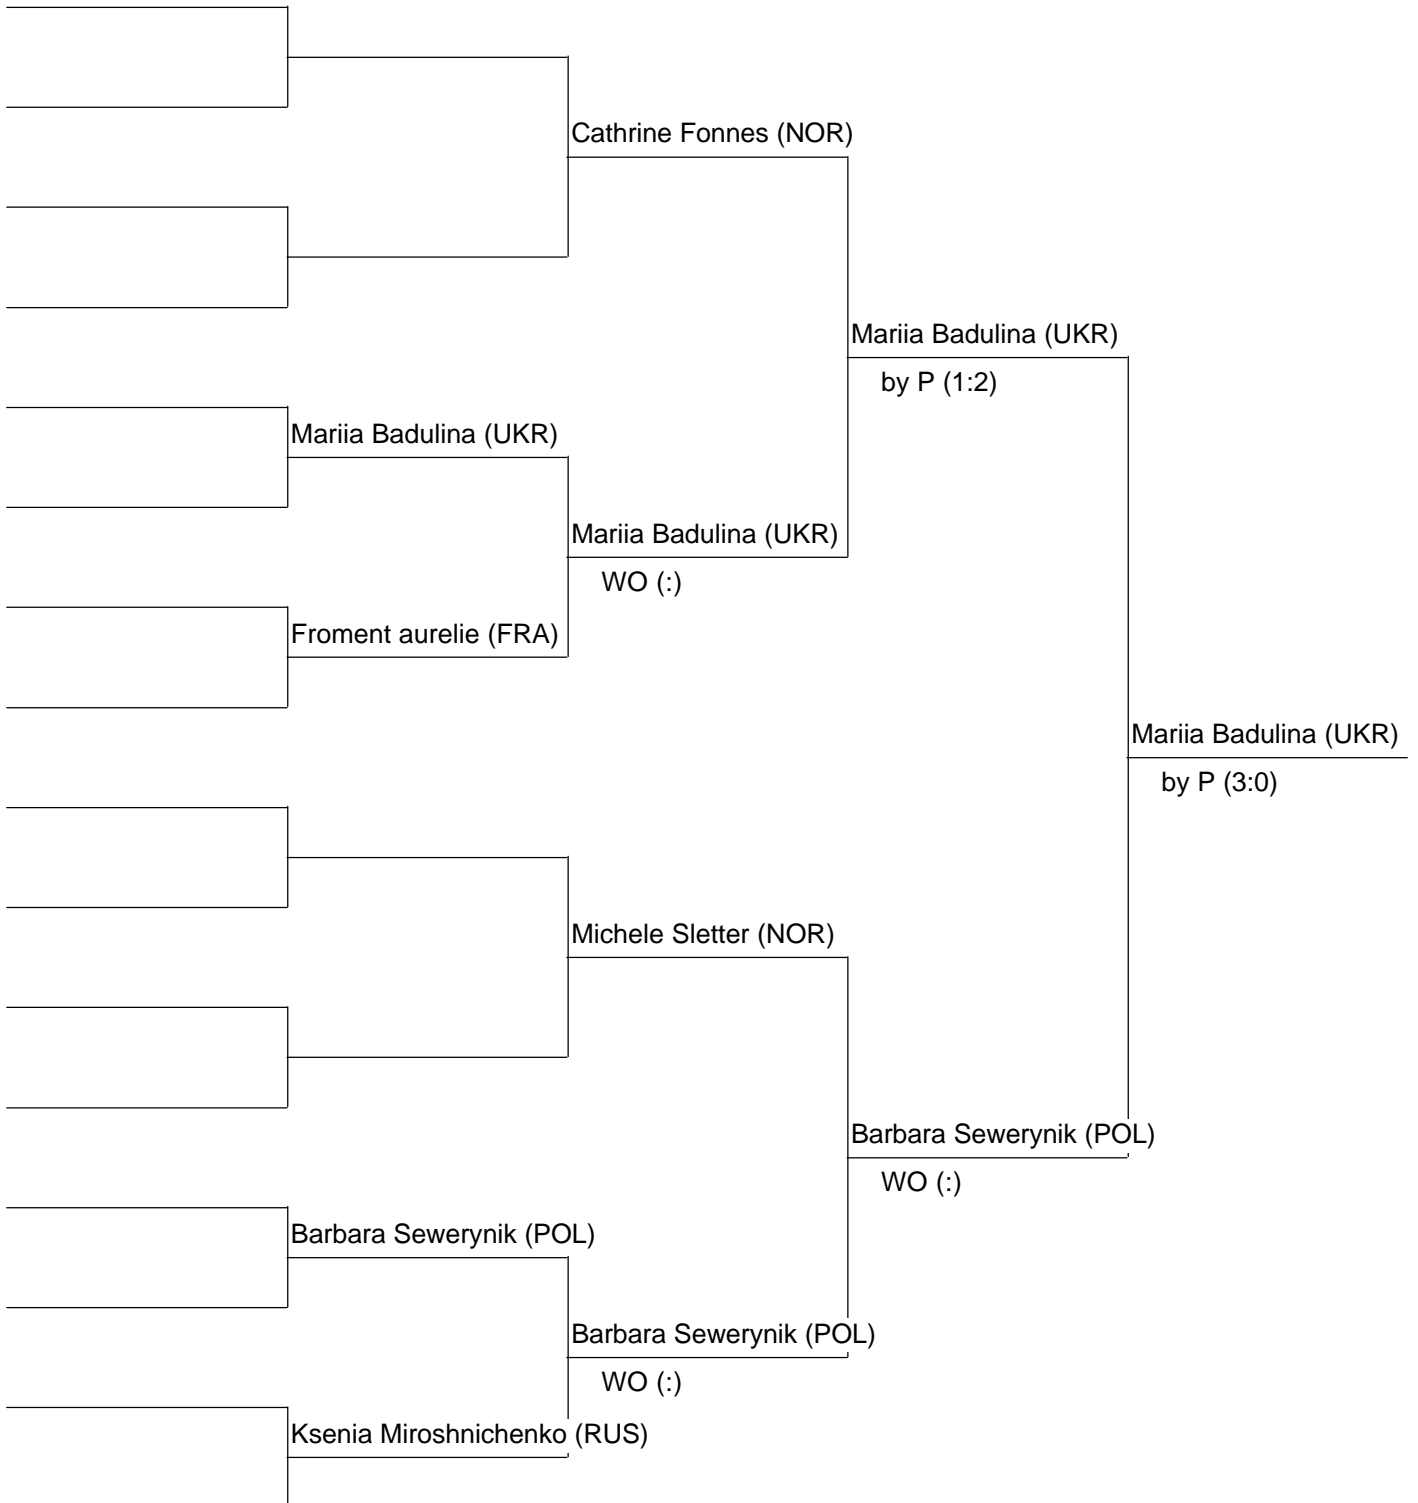 Cathrine Fonnes (NOR)
Mariia Badulina (UKR)
by P (1:2)
Mariia Badulina (UKR)
Mariia Badulina (UKR)
WO (:)
Froment aurelie (FRA)
Mariia Badulina (UKR)
by P (3:0)
Michele Sletter (NOR)
Barbara Sewerynik (POL)
WO (:)
Barbara Sewerynik (POL)
Barbara Sewerynik (POL)
WO (:)
Ksenia Miroshnichenko (RUS)